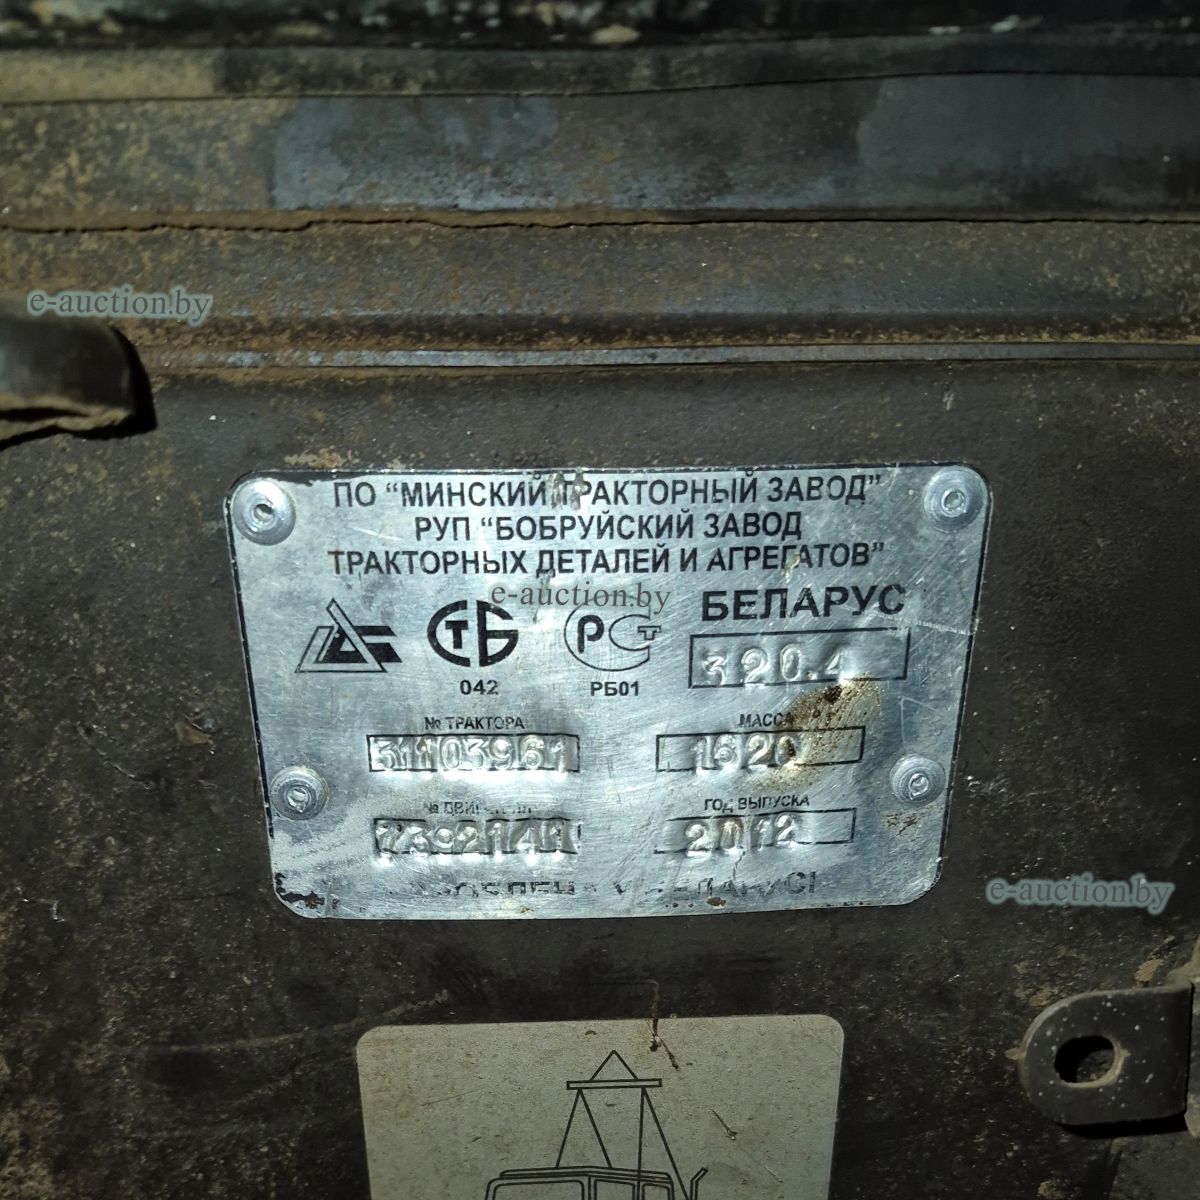 e-auction.by
ПО “МИНСКИЙ ТРАКТОРНЫЙ ЗАВОД”
РУП “БОБРУЙСКИЙ ЗАВОД
ТРАКТОРНЫХ ДЕТАЛЕЙ И АГРЕГАТОВ”
e-auction.by
БЕЛАРУС
СТБ
РСТ
320.4
042
РБ01
№ ТРАКТОРА
МАССА
31103961
1620
ГОД ВЫПУСКА
2012
e-auction.by